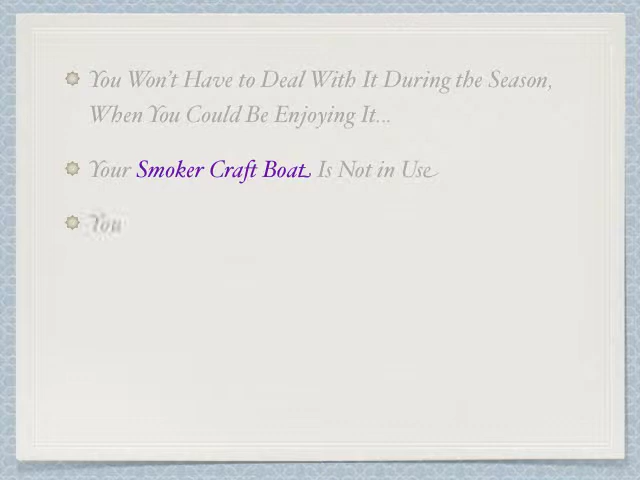 You Won't Have to Deal With It During the Season,
When You Could Be Enjoying It...
Your Smoker Craft Boat Is Not in Use
You